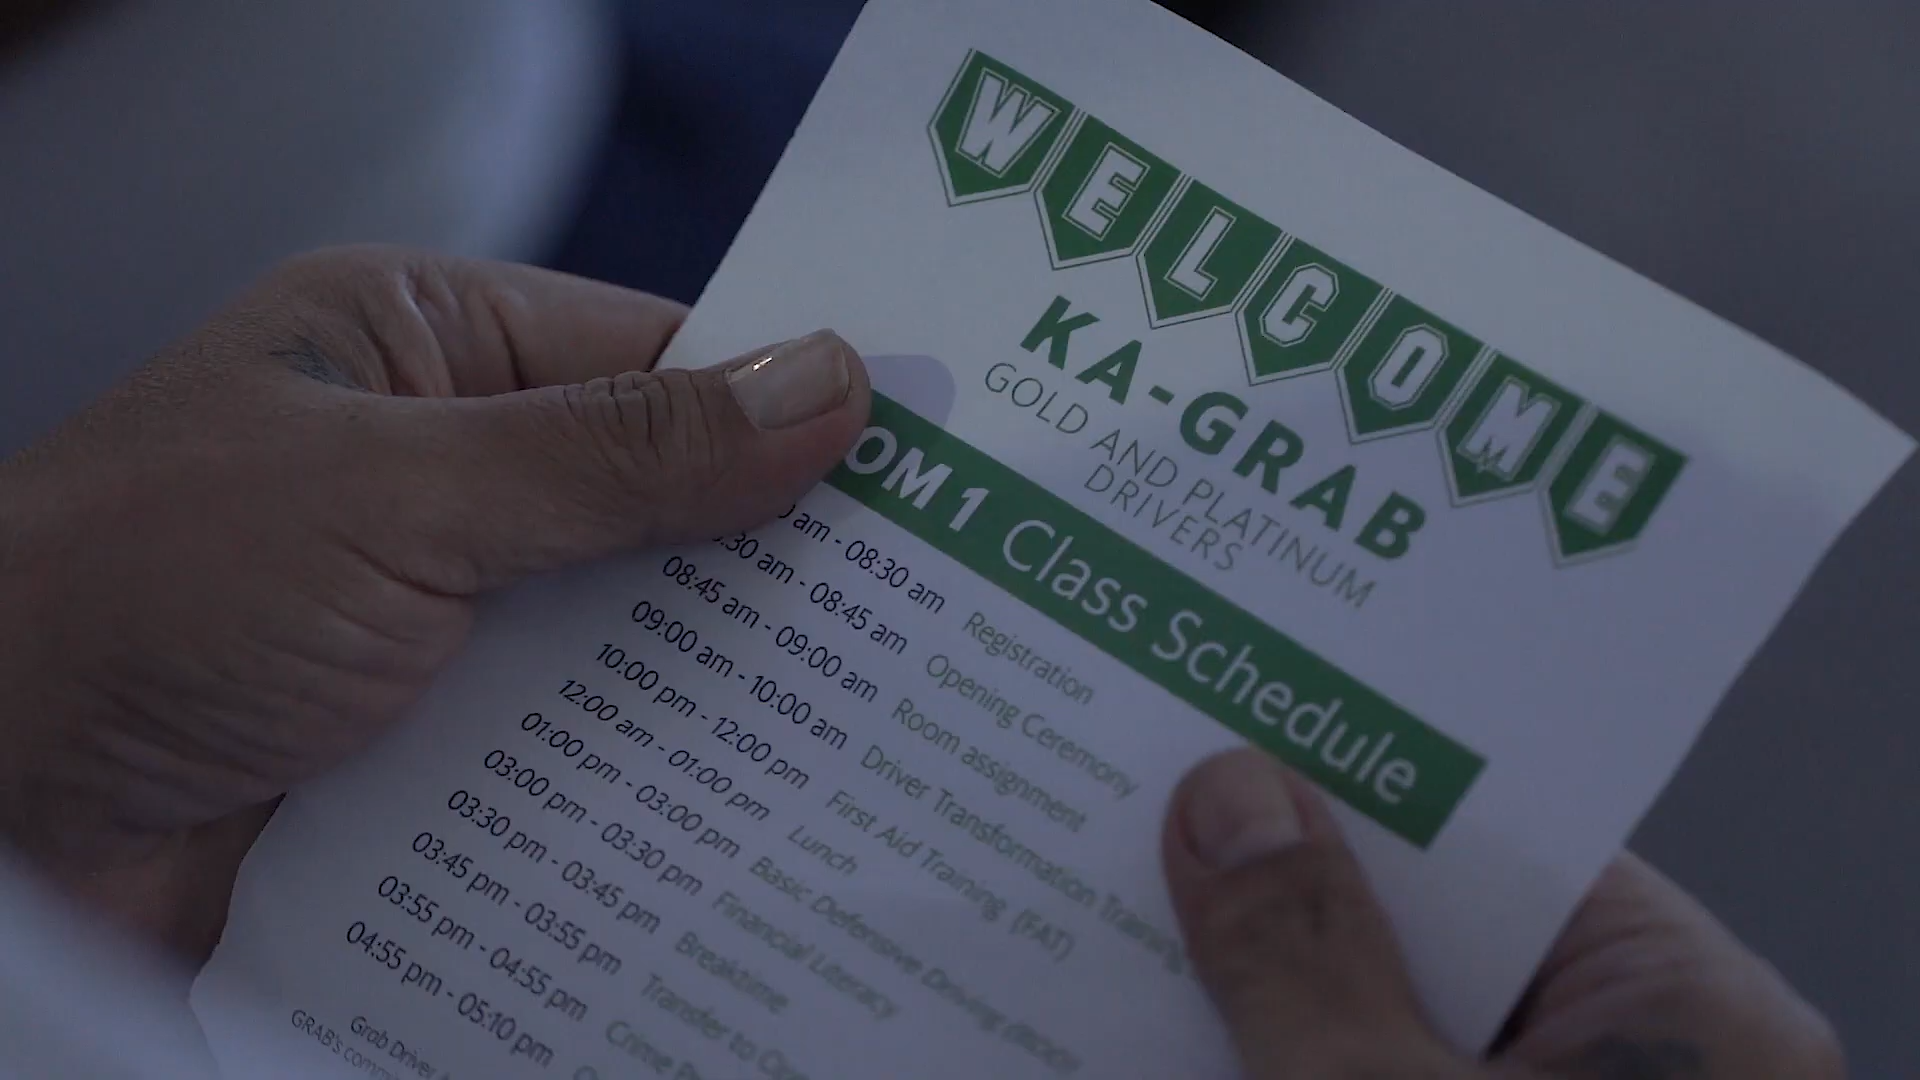 WELCOME
KA-GRAB
GOLD AND PLATINUM
DRIVERS
OM 1 Class Schedule
am - 08:30 am Registration
:30 am - 08:45 am Opening Ceremony
08:45 am - 09:00 am Room assignment
09:00 am - 10:00 am Driver Transformation Training
10:00 pm - 12:00 pm First Aid Training (FAT)
12:00 am - 01:00 pm Lunch
01:00 pm - 03:00 pm Basic Defensive Driving
03:00 pm - 03:30 pm Financial Literacy
03:30 pm - 03:45 pm Breaktime
03:45 pm - 03:55 pm Transfer to
03:55 pm - 04:55 pm Crime
04:55 pm - 05:10 pm
Grab Driver
GRAB's